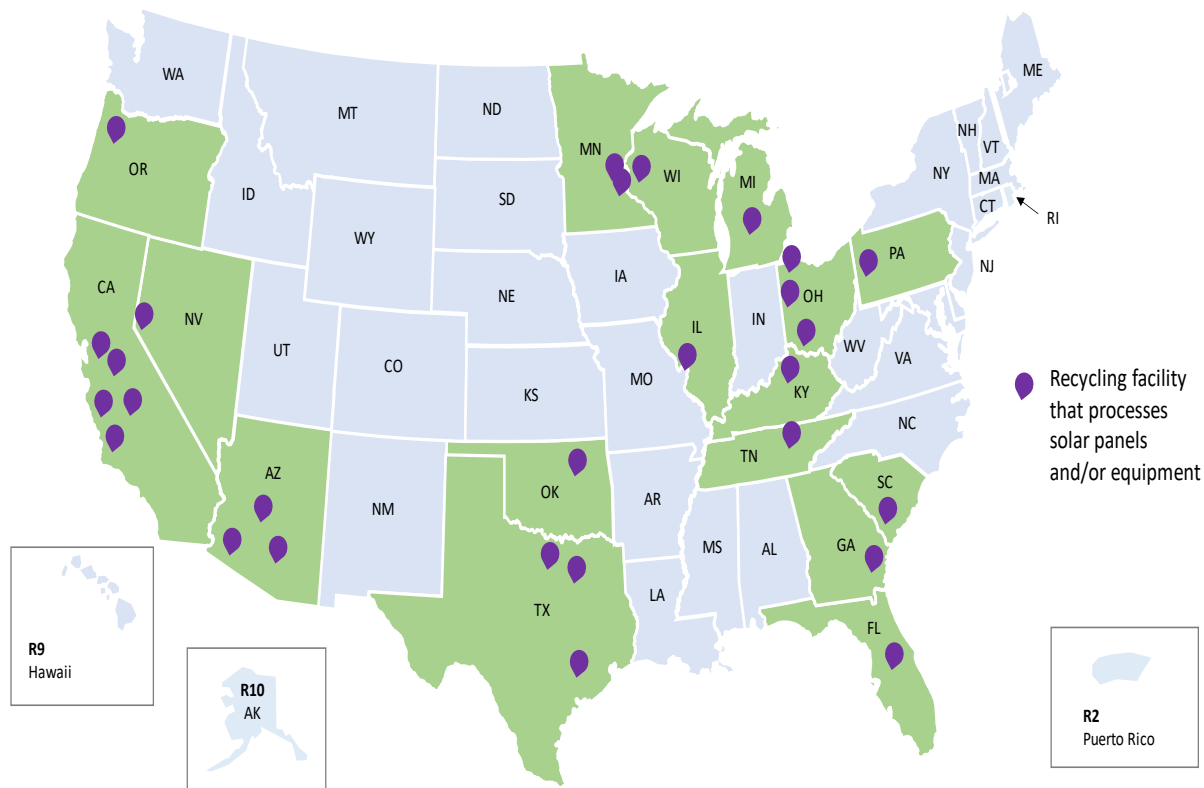 WA
MT
ND
ME
OR
ID
SD
MN
WI
MI
NY
NH
VT
MA
CT
RI
WY
CA
NV
UT
NE
IA
IL
IN
OH
PA
NJ
CO
KS
MO
WV
VA
KY
NC
AZ
NM
OK
AR
TN
SC
TX
LA
MS
AL
GA
FL
Recycling facility
that processes
solar panels
and/or equipment
R9
Hawaii
R10
AK
R2
Puerto Rico